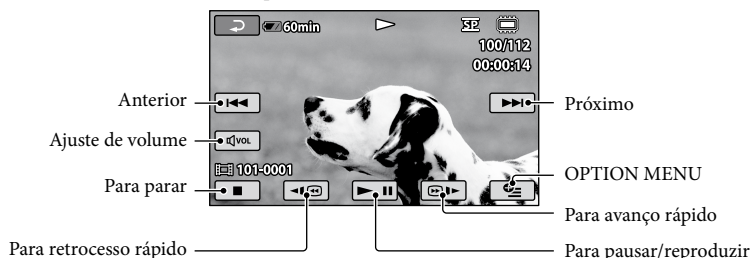 60min
SP
100/112
00:00:14
Anterior
Próximo
Ajuste de volume
VOL
101-0001
OPTION MENU
Para parar
Para avanço rápido
Para retrocesso rápido
Para pausar/reproduzir